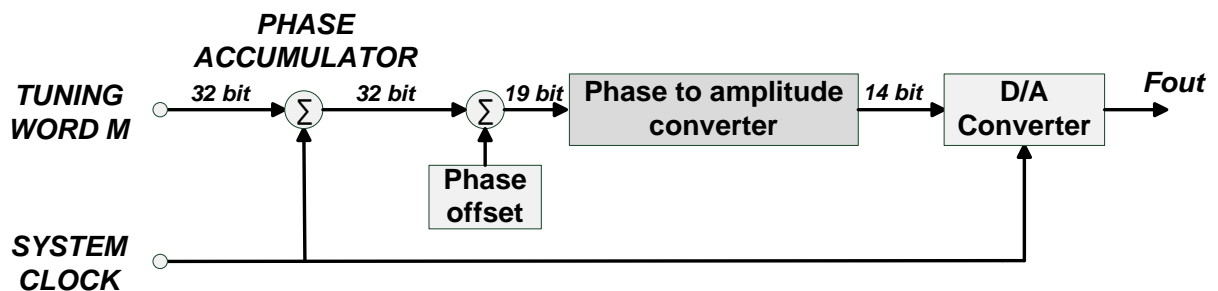 PHASE
ACCUMULATOR
TUNING
WORD M
32 bit
Σ
32 bit
Σ
19 bit
Phase to amplitude
converter
14 bit
D/A
Converter
Fout
Phase
offset
SYSTEM
CLOCK